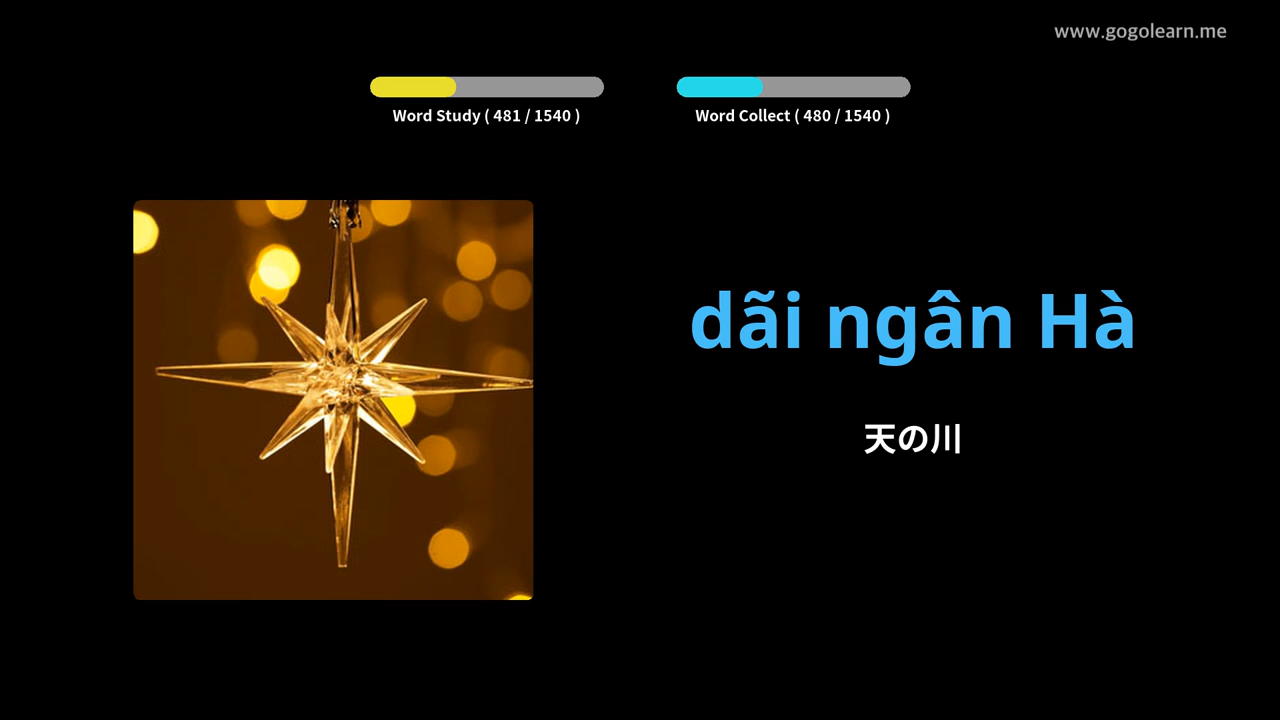 www.gogolearn.me
Word Study ( 481 / 1540 )
Word Collect ( 480 / 1540 )
dãi ngân Hà
天の川